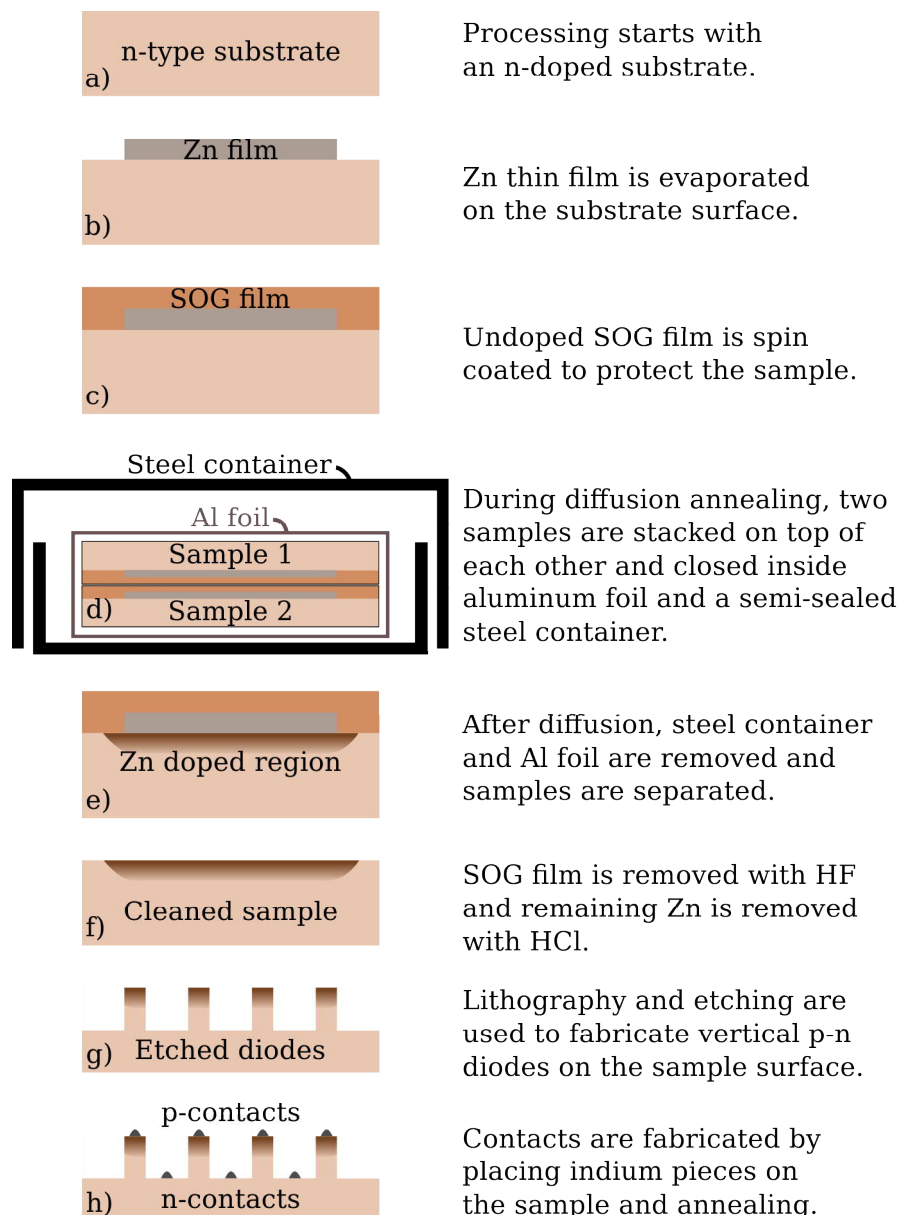 n-type substrate
a)
Processing starts with
an n-doped substrate.
Zn film
b)
Zn thin film is evaporated
on the substrate surface.
SOG film
c)
Undoped SOG film is spin
coated to protect the sample.
Steel container
Al foil
Sample 1
d)
Sample 2
During diffusion annealing, two
samples are stacked on top of
each other and closed inside
aluminum foil and a semi-sealed
steel container.
Zn doped region
e)
After diffusion, steel container
and Al foil are removed and
samples are separated.
Cleaned sample
f)
SOG film is removed with HF
and remaining Zn is removed
with HCl.
g)
Etched diodes
Lithography and etching are
used to fabricate vertical p-n
diodes on the sample surface.
p-contacts
h)
n-contacts
Contacts are fabricated by
placing indium pieces on
the sample and annealing.